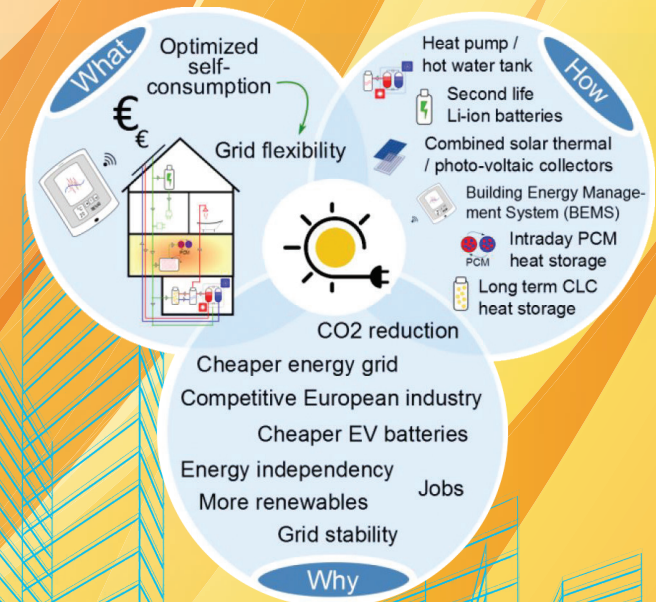 What
Optimized
self-
consumption
€
€
Grid flexibility
How
Heat pump /
hot water tank
Second life
Li-ion batteries
Combined solar thermal
/ photo-voltaic collectors
Building Energy Manage-
ment System (BEMS)
PCM
Intraday PCM
heat storage
Long term CLC
heat storage
CO2 reduction
Cheaper energy grid
Competitive European industry
Cheaper EV batteries
Energy independency
Jobs
More renewables
Grid stability
Why